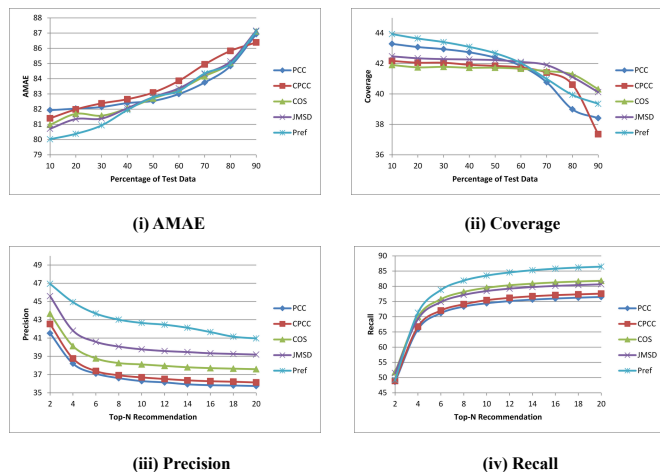 88
87
86
85
84
83
82
81
80
79
AMAE
10 20 30 40 50 60 70 80 90
Percentage of Test Data
PCC
CPCC
COS
JMSD
Pref
(i) AMAE
44
42
40
38
36
Coverage
10 20 30 40 50 60 70 80 90
Percentage of Test Data
PCC
CPCC
COS
JMSD
Pref
(ii) Coverage
49
47
45
43
41
39
37
35
Precision
2 4 6 8 10 12 14 16 18 20
Top-N Recommendation
PCC
CPCC
COS
JMSD
Pref
(iii) Precision
90
85
80
75
70
65
60
55
50
45
Recall
2 4 6 8 10 12 14 16 18 20
Top-N Recommendation
PCC
CPCC
COS
JMSD
Pref
(iv) Recall